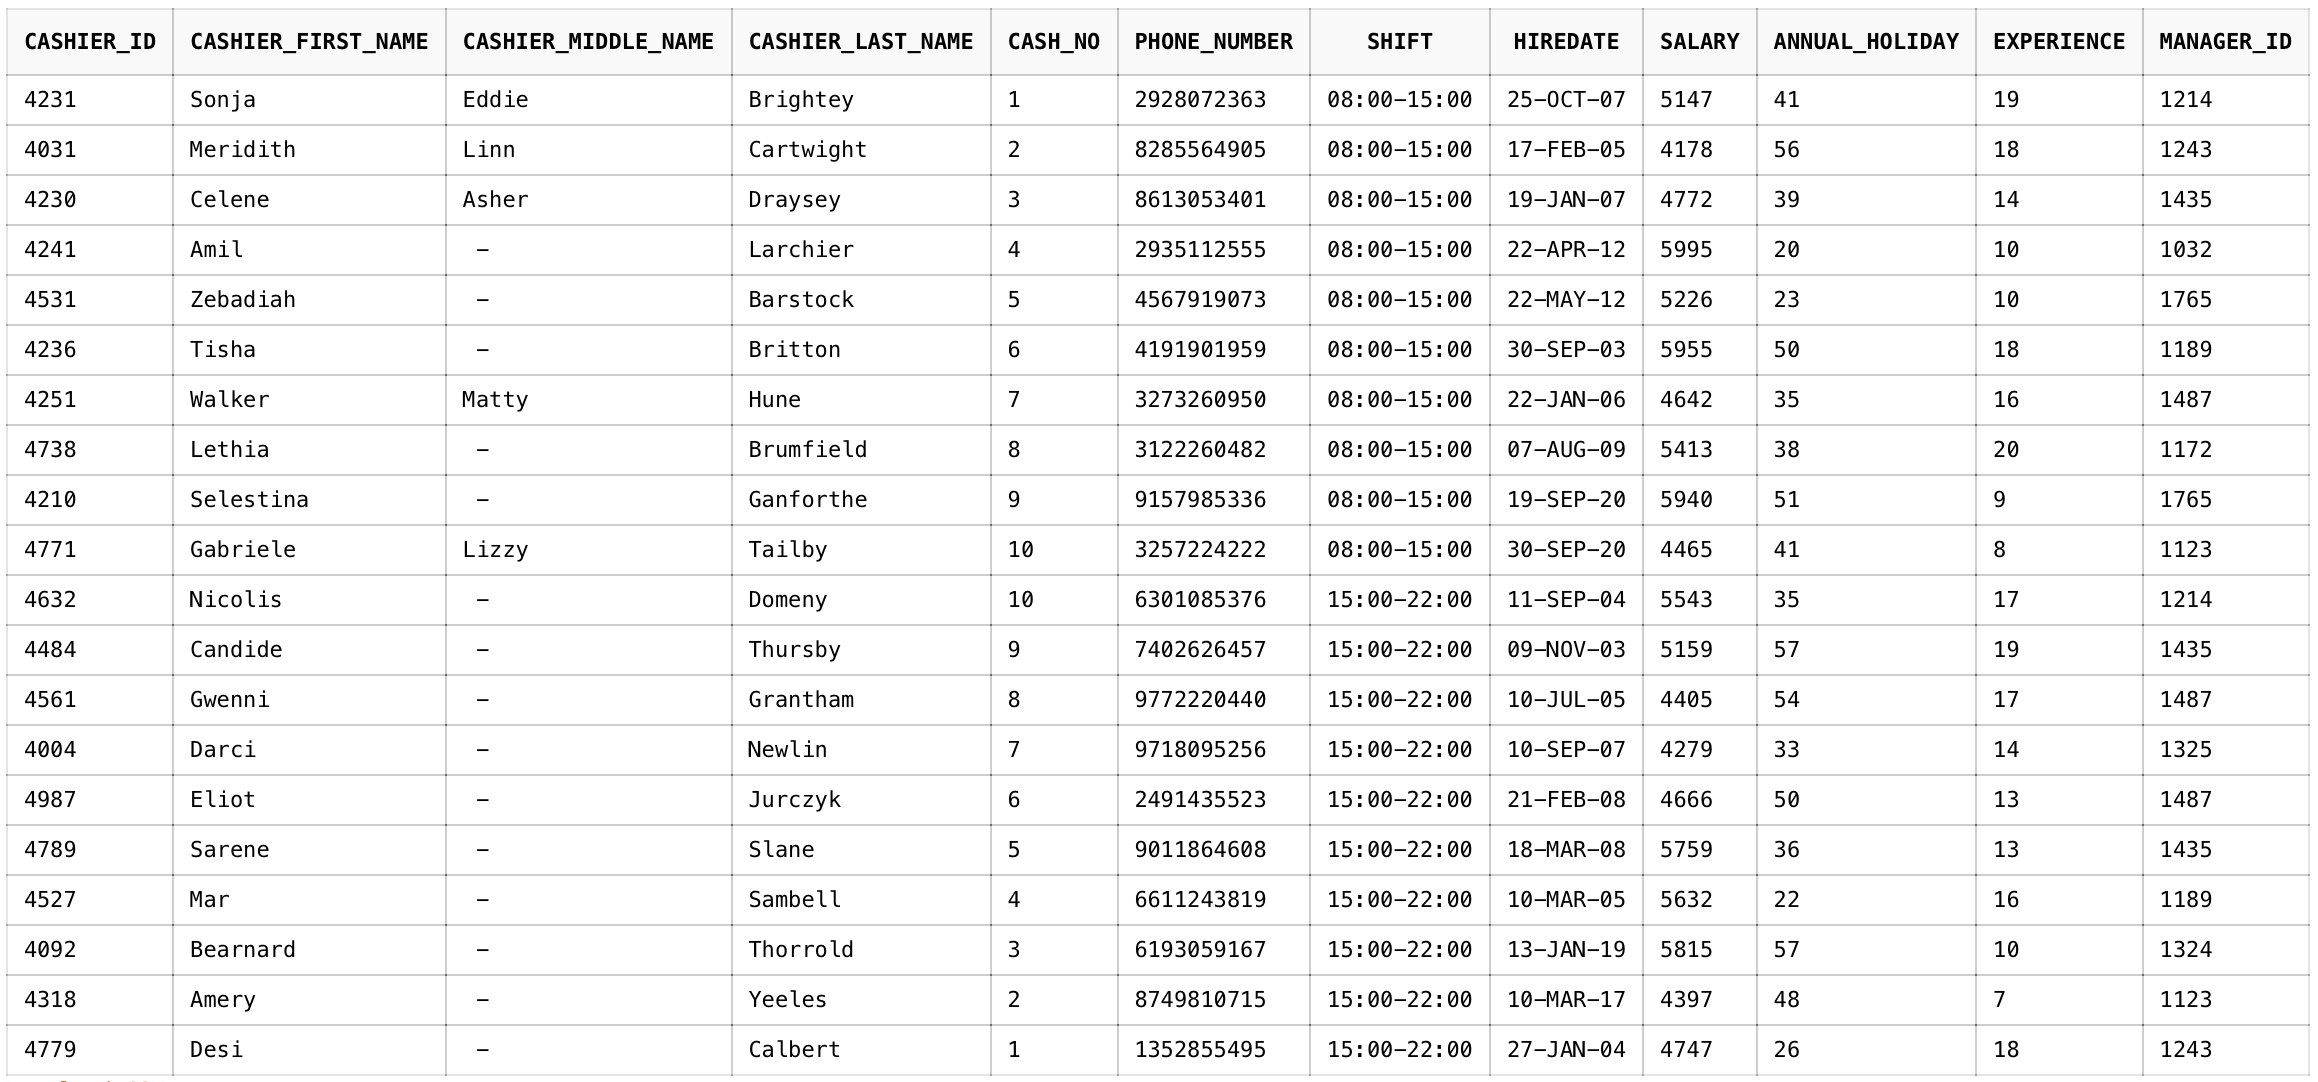 CASHIER_ID CASHIER_FIRST_NAME CASHIER_MIDDLE_NAME CASHIER_LAST_NAME CASH_NO PHONE_NUMBER SHIFT HIREDATE SALARY ANNUAL_HOLIDAY EXPERIENCE MANAGER_ID
4231 Sonja Eddie Brightey 1 2928072363 08:00-15:00 25-OCT-07 5147 41 19 1214
4031 Meridith Linn Cartwight 2 8285564905 08:00-15:00 17-FEB-05 4178 56 18 1243
4230 Celene Asher Draysey 3 8613053401 08:00-15:00 19-JAN-07 4772 39 14 1435
4241 Amil - Larchier 4 2935112555 08:00-15:00 22-APR-12 5995 20 10 1032
4531 Zebadiah - Barstock 5 4567919073 08:00-15:00 22-MAY-12 5226 23 10 1765
4236 Tisha - Britton 6 4191901959 08:00-15:00 30-SEP-03 5955 50 18 1189
4251 Walker Matty Hune 7 3273260950 08:00-15:00 22-JAN-06 4642 35 16 1487
4738 Lethia - Brumfield 8 3122260482 08:00-15:00 07-AUG-09 5413 38 20 1172
4210 Selestina - Ganforthe 9 9157985336 08:00-15:00 19-SEP-20 5940 51 9 1765
4771 Gabriele Lizzy Tailby 10 3257224222 08:00-15:00 30-SEP-20 4465 41 8 1123
4632 Nicolis - Domeny 10 6301085376 15:00-22:00 11-SEP-04 5543 35 17 1214
4484 Candide - Thursby 9 7402626457 15:00-22:00 09-NOV-03 5159 57 19 1435
4561 Gwenni - Grantham 8 9772220440 15:00-22:00 10-JUL-05 4405 54 17 1487
4004 Darci - Newlin 7 9718095256 15:00-22:00 10-SEP-07 4279 33 14 1325
4987 Eliot - Jurczyk 6 2491435523 15:00-22:00 21-FEB-08 4666 50 13 1487
4789 Sarene - Slane 5 9011864608 15:00-22:00 18-MAR-08 5759 36 13 1435
4527 Mar - Sambell 4 6611243819 15:00-22:00 10-MAR-05 5632 22 16 1189
4092 Bearnard - Thorrold 3 6193059167 15:00-22:00 13-JAN-19 5815 57 10 1324
4318 Amery - Yeeles 2 8749810715 15:00-22:00 10-MAR-17 4397 48 7 1123
4779 Desi - Calbert 1 1352855495 15:00-22:00 27-JAN-04 4747 26 18 1243